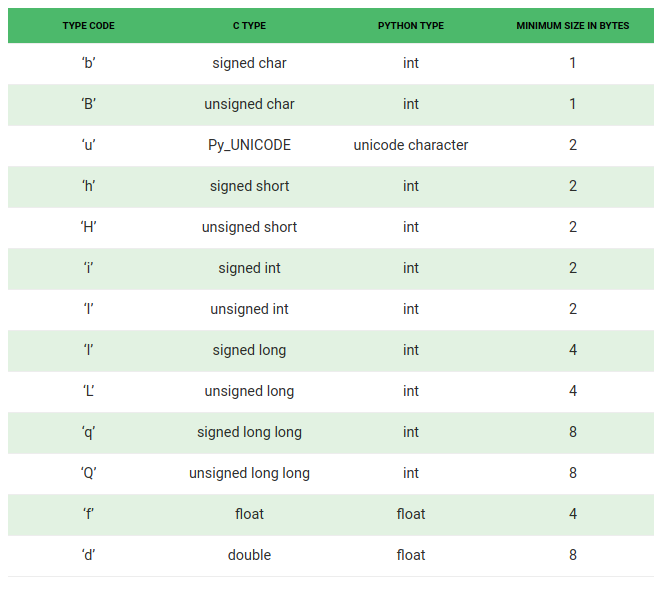 TYPE CODE C TYPE PYTHON TYPE MINIMUM SIZE IN BYTES
‘b’ signed char int 1
‘B’ unsigned char int 1
‘u’ Py_UNICODE unicode character 2
‘h’ signed short int 2
‘H’ unsigned short int 2
‘i’ signed int int 2
‘I’ unsigned int int 2
‘l’ signed long int 4
‘L’ unsigned long int 4
‘q’ signed long long int 8
‘Q’ unsigned long long int 8
‘f’ float float 4
‘d’ double float 8